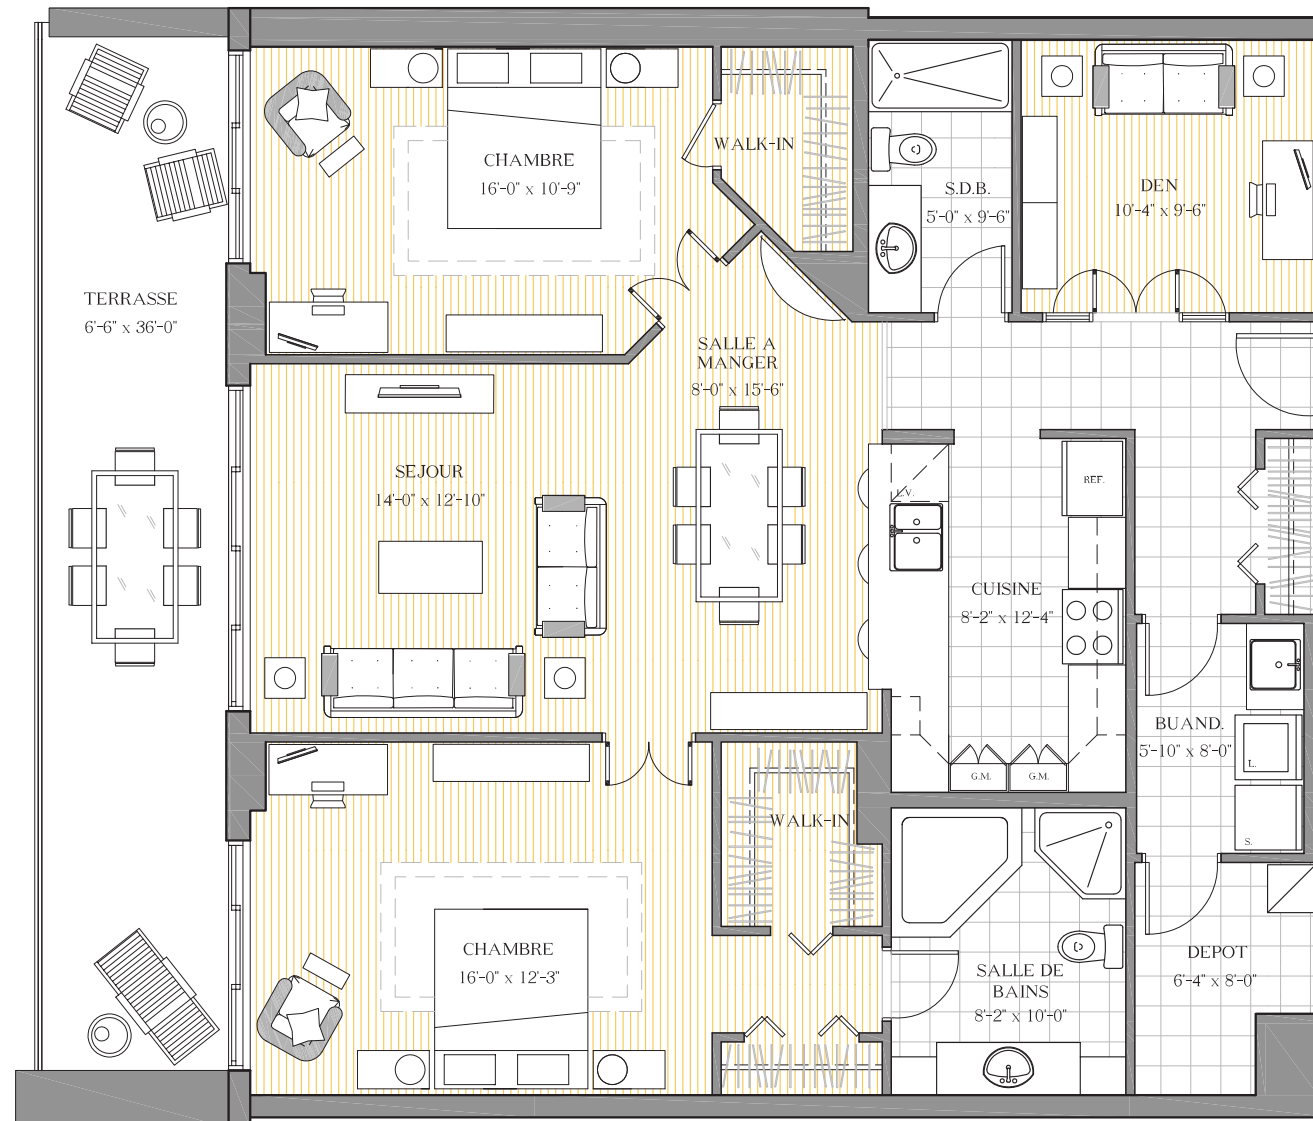 CHAMBRE
16'-0" x 10'-9"
WALK-IN
S.D.B.
5'-0" x 9'-6"
DEN
10'-4" x 9'-6"
TERRASSE
6'-6" x 36'-0"
SALLE A
MANGER
8'-0" x 15'-6"
SEJOUR
14'-0" x 12'-10"
L.V.
REF.
CUISINE
8'-2" x 12'-4"
G.M.
G.M.
BUAND.
5'-10" x 8'-0"
L.
S.
WALK-IN
CHAMBRE
16'-0" x 12'-3"
SALLE DE
BAINS
8'-2" x 10'-0"
DEPOT
6'-4" x 8'-0"